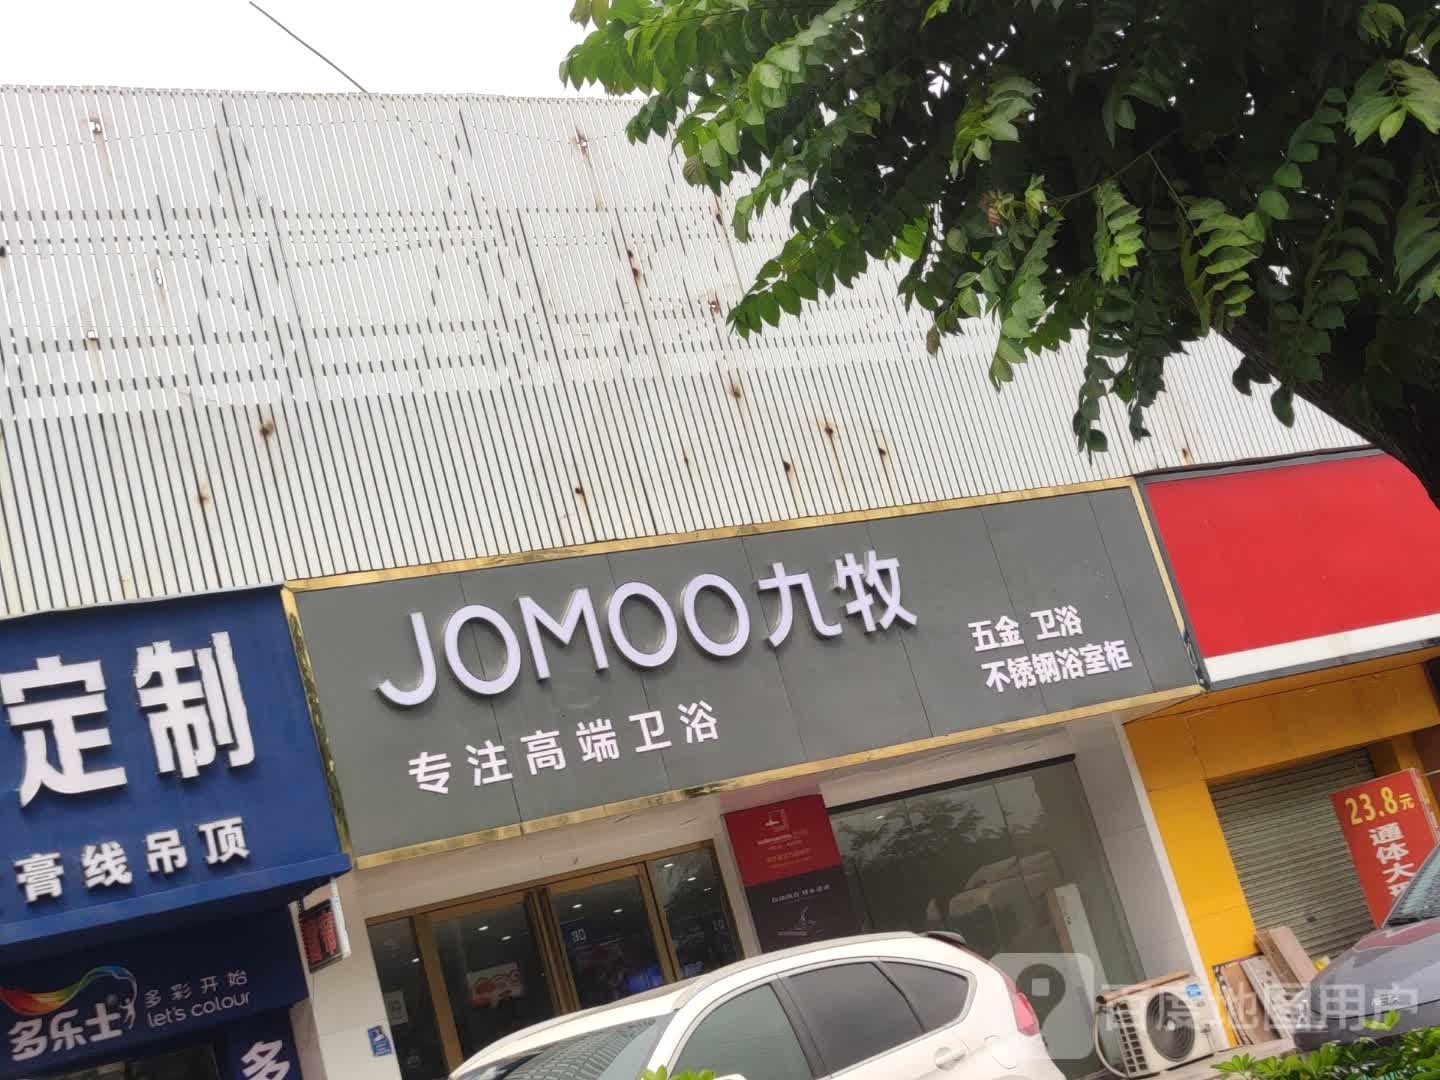 定制
膏线吊顶
多乐士
多彩开始
let's colour
多
JOMOO九牧
专注高端卫浴
五金 卫浴
不锈钢浴室柜
23.8元
通体大
百度地图用户